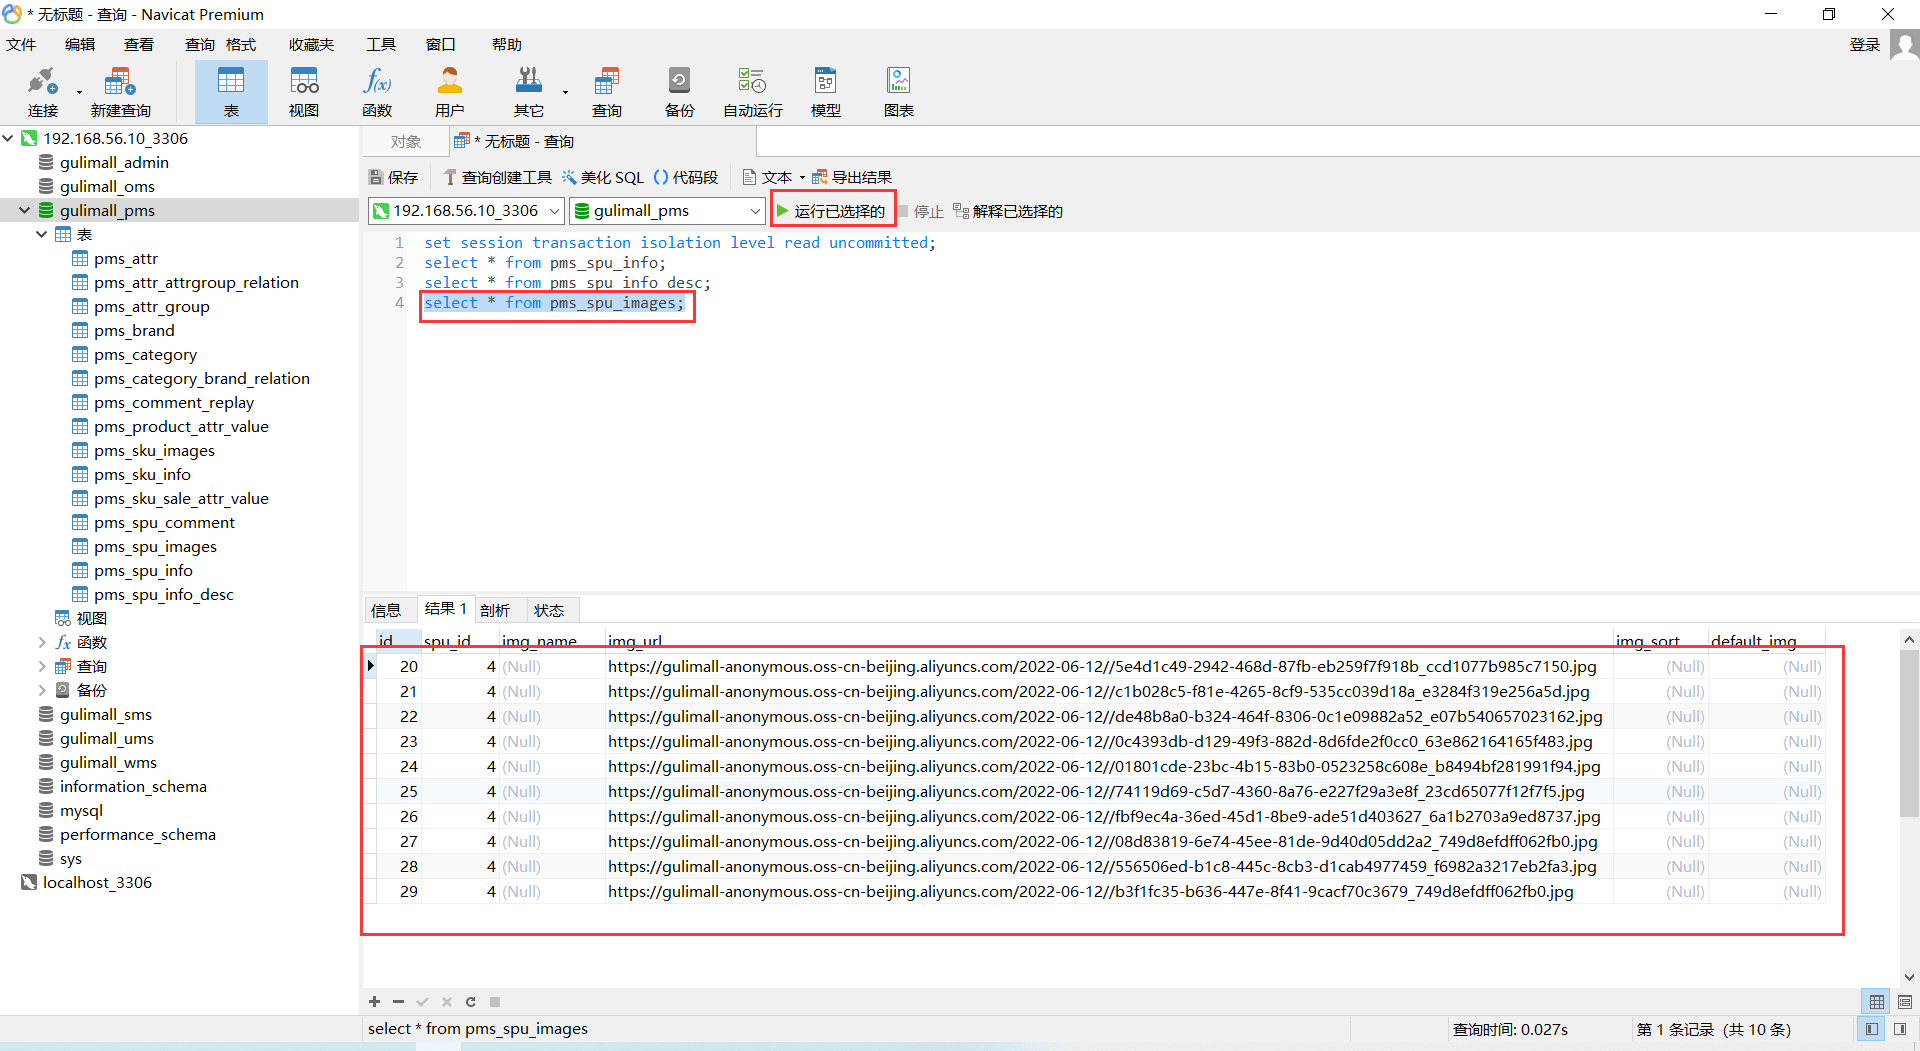 * 无标题 - 查询 - Navicat Premium
文件 编辑 查看 查询 格式 收藏夹 工具 窗口 帮助 登录
连接 新建查询 表 视图 函数 用户 其它 查询 备份 自动运行 模型 图表
192.168.56.10_3306
gulimall_admin
gulimall_oms
gulimall_pms
表
pms_attr
pms_attr_attrgroup_relation
pms_attr_group
pms_brand
pms_category
pms_category_brand_relation
pms_comment_replay
pms_product_attr_value
pms_sku_images
pms_sku_info
pms_sku_sale_attr_value
pms_spu_comment
pms_spu_images
pms_spu_info
pms_spu_info_desc
视图
函数
查询
备份
gulimall_sms
gulimall_ums
gulimall_wms
information_schema
mysql
performance_schema
sys
localhost_3306
对象 * 无标题 - 查询
保存 查询创建工具 美化 SQL () 代码段 文本 导出结果
192.168.56.10_3306 gulimall_pms 运行已选择的 停止 解释已选择的
1 set session transaction isolation level read uncommitted;
2 select * from pms_spu_info;
3 select * from pms_spu_info_desc;
4 select * from pms_spu_images;
信息 结果 1 剖析 状态
id spu_id img_name img_url img_sort default_img
20 4 (Null) https://gulimall-anonymous.oss-cn-beijing.aliyuncs.com/2022-06-12//5e4d1c49-2942-468d-87fb-eb259f7f918b_ccd1077b985c7150.jpg (Null) (Null)
21 4 (Null) https://gulimall-anonymous.oss-cn-beijing.aliyuncs.com/2022-06-12//c1b028c5-f81e-4265-8cf9-535cc039d18a_e3284f319e256a5d.jpg (Null) (Null)
22 4 (Null) https://gulimall-anonymous.oss-cn-beijing.aliyuncs.com/2022-06-12//de48b8a0-b324-464f-8306-0c1e09882a52_e07b540657023162.jpg (Null) (Null)
23 4 (Null) https://gulimall-anonymous.oss-cn-beijing.aliyuncs.com/2022-06-12//0c4393db-d129-49f3-882d-8d6fde2f0cc0_63e862164165f483.jpg (Null) (Null)
24 4 (Null) https://gulimall-anonymous.oss-cn-beijing.aliyuncs.com/2022-06-12//01801cde-23bc-4b15-83b0-0523258c608e_b8494bf281991f94.jpg (Null) (Null)
25 4 (Null) https://gulimall-anonymous.oss-cn-beijing.aliyuncs.com/2022-06-12//74119d69-c5d7-4360-8a76-e227f29a3e8f_23cd65077f12f7f5.jpg (Null) (Null)
26 4 (Null) https://gulimall-anonymous.oss-cn-beijing.aliyuncs.com/2022-06-12//fbf9ec4a-36ed-45d1-8be9-ade51d403627_6a1b2703a9ed8737.jpg (Null) (Null)
27 4 (Null) https://gulimall-anonymous.oss-cn-beijing.aliyuncs.com/2022-06-12//08d83819-6e74-45ee-81de-9d40d05dd2a2_749d8efdff062fb0.jpg (Null) (Null)
28 4 (Null) https://gulimall-anonymous.oss-cn-beijing.aliyuncs.com/2022-06-12//556506ed-b1c8-445c-8cb3-d1cab4977459_f6982a3217eb2fa3.jpg (Null) (Null)
29 4 (Null) https://gulimall-anonymous.oss-cn-beijing.aliyuncs.com/2022-06-12//b3f1fc35-b636-447e-8f41-9cacf70c3679_749d8efdff062fb0.jpg (Null) (Null)
select * from pms_spu_images 查询时间: 0.027s 第 1 条记录 (共 10 条)